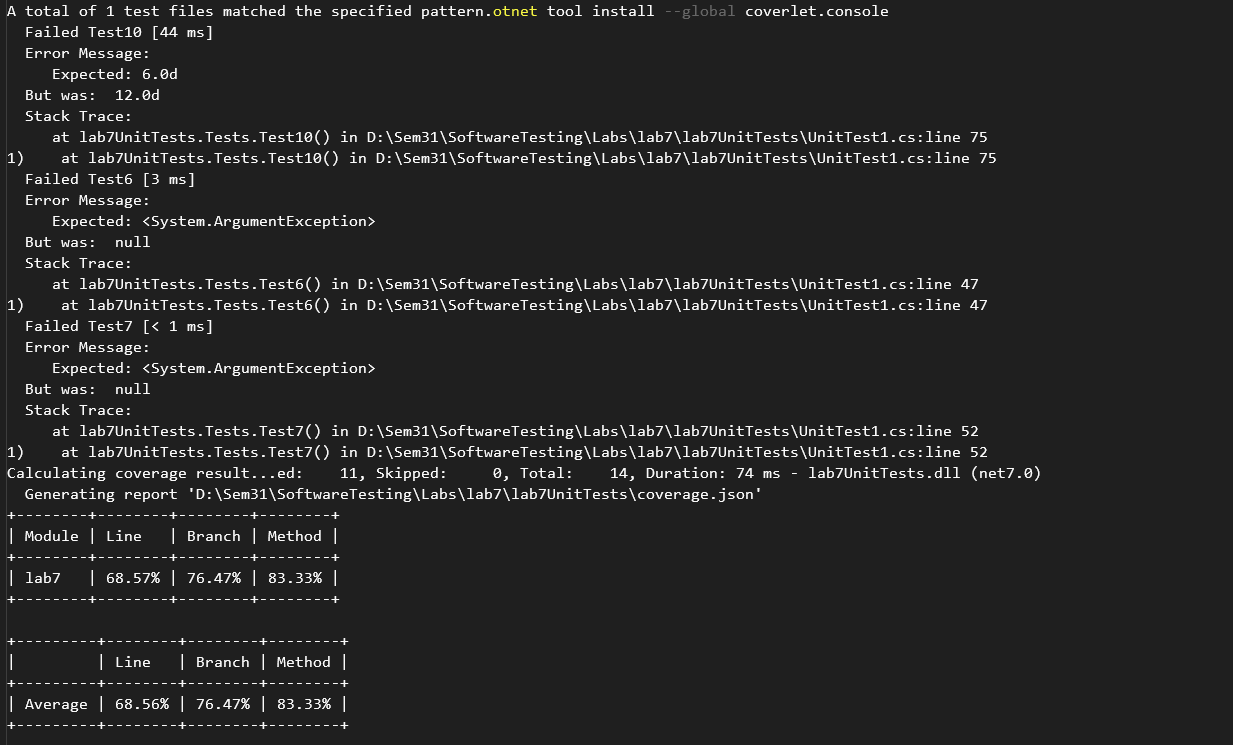 A total of 1 test files matched the specified pattern.otnet tool install --global coverlet.console
  Failed Test10 [44 ms]
  Error Message:
     Expected: 6.0d
  But was:  12.0d
  Stack Trace:
     at lab7UnitTests.Tests.Test10() in D:\Sem31\SoftwareTesting\Labs\lab7\lab7UnitTests\UnitTest1.cs:line 75
1)    at lab7UnitTests.Tests.Test10() in D:\Sem31\SoftwareTesting\Labs\lab7\lab7UnitTests\UnitTest1.cs:line 75
  Failed Test6 [3 ms]
  Error Message:
     Expected: <System.ArgumentException>
  But was:  null
  Stack Trace:
     at lab7UnitTests.Tests.Test6() in D:\Sem31\SoftwareTesting\Labs\lab7\lab7UnitTests\UnitTest1.cs:line 47
1)    at lab7UnitTests.Tests.Test6() in D:\Sem31\SoftwareTesting\Labs\lab7\lab7UnitTests\UnitTest1.cs:line 47
  Failed Test7 [< 1 ms]
  Error Message:
     Expected: <System.ArgumentException>
  But was:  null
  Stack Trace:
     at lab7UnitTests.Tests.Test7() in D:\Sem31\SoftwareTesting\Labs\lab7\lab7UnitTests\UnitTest1.cs:line 52
1)    at lab7UnitTests.Tests.Test7() in D:\Sem31\SoftwareTesting\Labs\lab7\lab7UnitTests\UnitTest1.cs:line 52
Calculating coverage result...ed:    11, Skipped:     0, Total:    14, Duration: 74 ms - lab7UnitTests.dll (net7.0)
  Generating report 'D:\Sem31\SoftwareTesting\Labs\lab7\lab7UnitTests\coverage.json'
+--------+--------+--------+--------+
| Module | Line   | Branch | Method |
+--------+--------+--------+--------+
| lab7   | 68.57% | 76.47% | 83.33% |
+--------+--------+--------+--------+

+---------+--------+--------+--------+
|         | Line   | Branch | Method |
+---------+--------+--------+--------+
| Average | 68.56% | 76.47% | 83.33% |
+---------+--------+--------+--------+